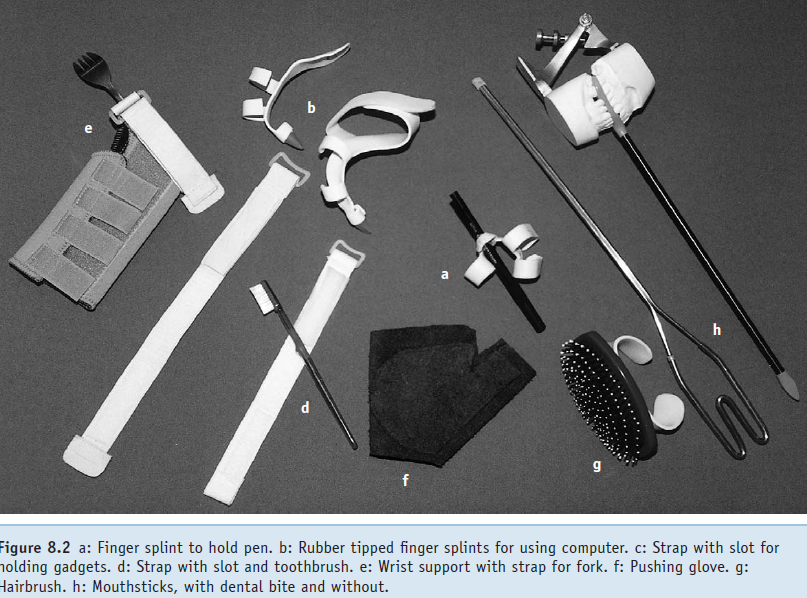 e
b
a
h
d
g
f
Figure 8.2 a: Finger splint to hold pen. b: Rubber tipped finger splints for using computer. c: Strap with slot for
holding gadgets. d: Strap with slot and toothbrush. e: Wrist support with strap for fork. f: Pushing glove. g:
Hairbrush. h: Mouthsticks, with dental bite and without.